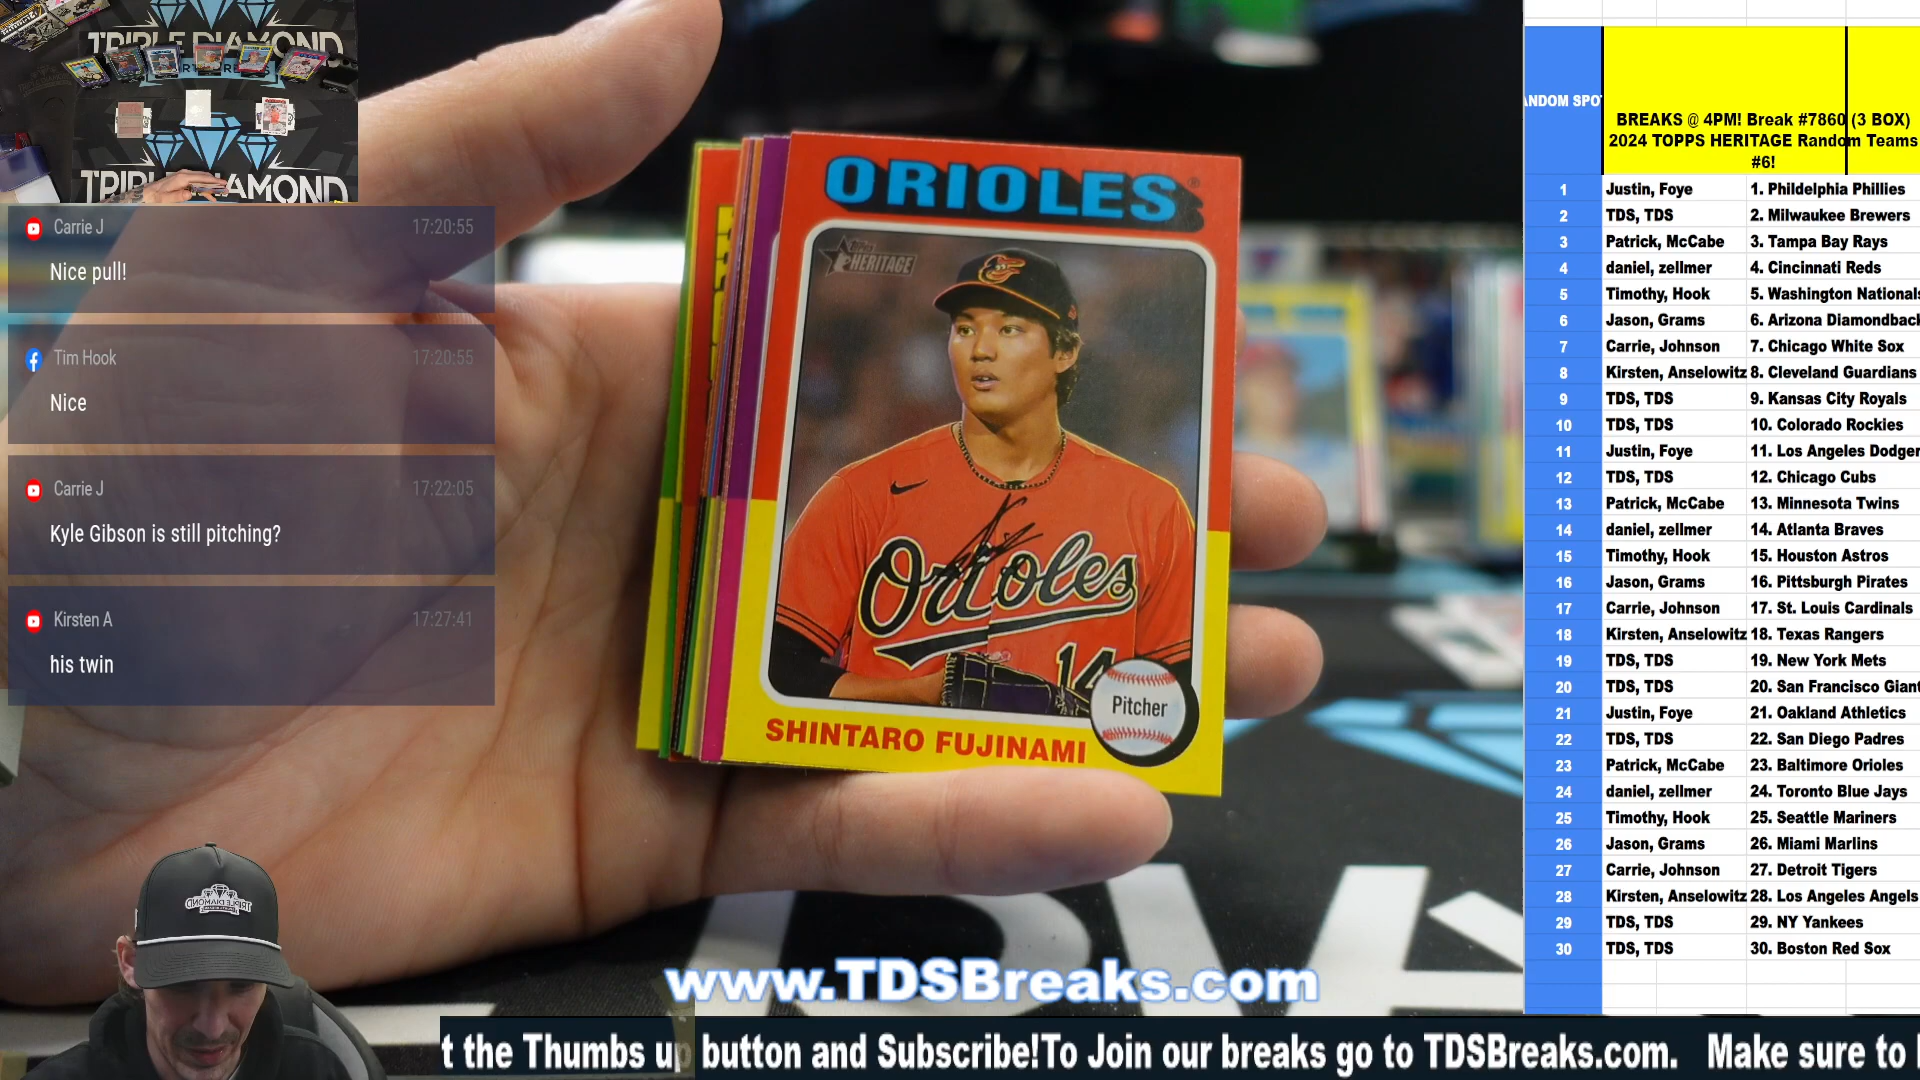 TRIPLE DIAMOND
TRIPLE DIAMOND
Carrie J 17:20:55
Nice pull!
Tim Hook 17:20:55
Nice
Carrie J 17:22:05
Kyle Gibson is still pitching?
Kirsten A 17:27:41
his twin
ORIOLES
Topps
HERITAGE
Orioles
14
Pitcher
SHINTARO FUJINAMI
TRIPLE DIAMOND
www.TDSBreaks.com
t the Thumbs up button and Subscribe!To Join our breaks go to TDSBreaks.com. Make sure to
ANDOM SPO
BREAKS @ 4PM! Break #7860 (3 BOX)
2024 TOPPS HERITAGE Random Teams
#6!
1 Justin, Foye 1. Phildelphia Phillies
2 TDS, TDS 2. Milwaukee Brewers
3 Patrick, McCabe 3. Tampa Bay Rays
4 daniel, zellmer 4. Cincinnati Reds
5 Timothy, Hook 5. Washington Nationals
6 Jason, Grams 6. Arizona Diamondback
7 Carrie, Johnson 7. Chicago White Sox
8 Kirsten, Anselowitz 8. Cleveland Guardians
9 TDS, TDS 9. Kansas City Royals
10 TDS, TDS 10. Colorado Rockies
11 Justin, Foye 11. Los Angeles Dodger
12 TDS, TDS 12. Chicago Cubs
13 Patrick, McCabe 13. Minnesota Twins
14 daniel, zellmer 14. Atlanta Braves
15 Timothy, Hook 15. Houston Astros
16 Jason, Grams 16. Pittsburgh Pirates
17 Carrie, Johnson 17. St. Louis Cardinals
18 Kirsten, Anselowitz 18. Texas Rangers
19 TDS, TDS 19. New York Mets
20 TDS, TDS 20. San Francisco Giant
21 Justin, Foye 21. Oakland Athletics
22 TDS, TDS 22. San Diego Padres
23 Patrick, McCabe 23. Baltimore Orioles
24 daniel, zellmer 24. Toronto Blue Jays
25 Timothy, Hook 25. Seattle Mariners
26 Jason, Grams 26. Miami Marlins
27 Carrie, Johnson 27. Detroit Tigers
28 Kirsten, Anselowitz 28. Los Angeles Angels
29 TDS, TDS 29. NY Yankees
30 TDS, TDS 30. Boston Red Sox